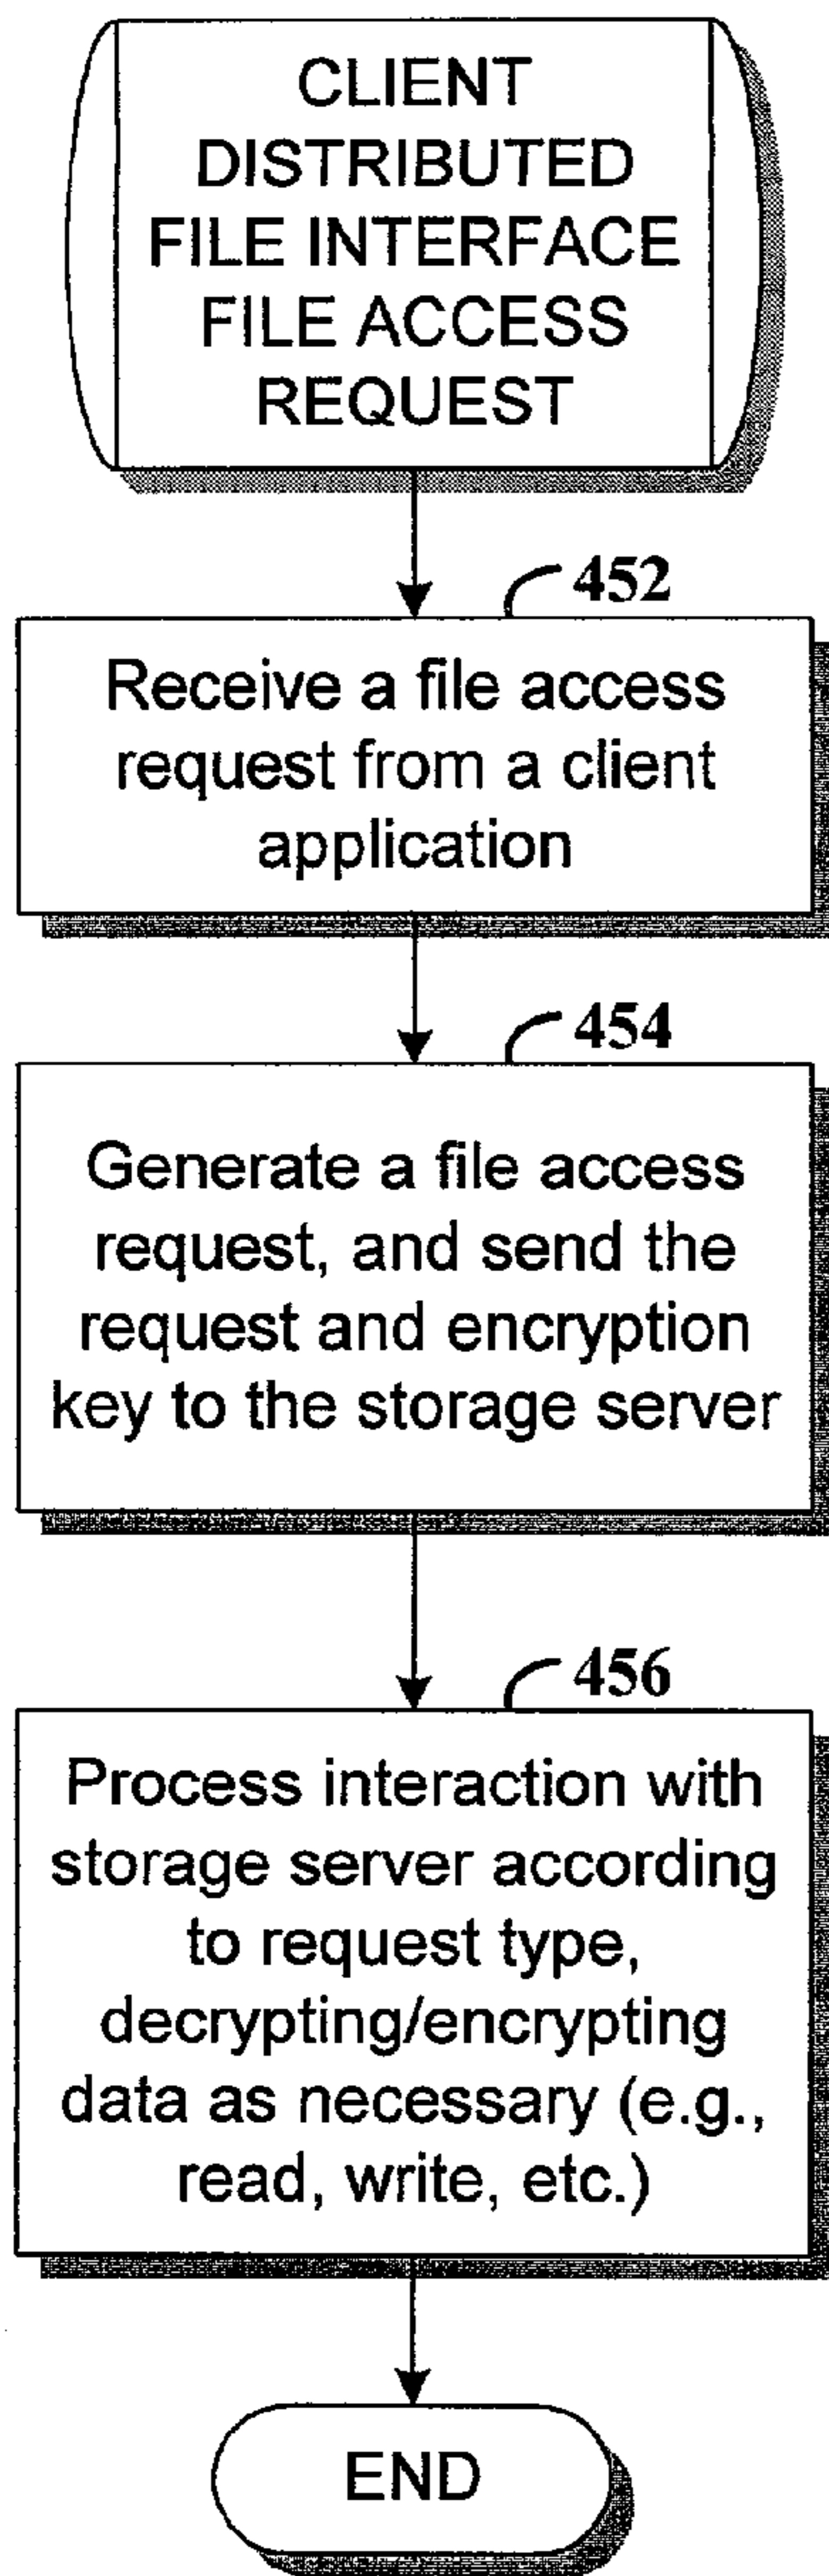 CLIENT
DISTRIBUTED
FILE INTERFACE
FILE ACCESS
REQUEST
452
Receive a file access
request from a client
application
454
Generate a file access
request, and send the
request and encryption
key to the storage server
456
Process interaction with
storage server according
to request type,
decrypting/encrypting
data as necessary (e.g.,
read, write, etc.)
END